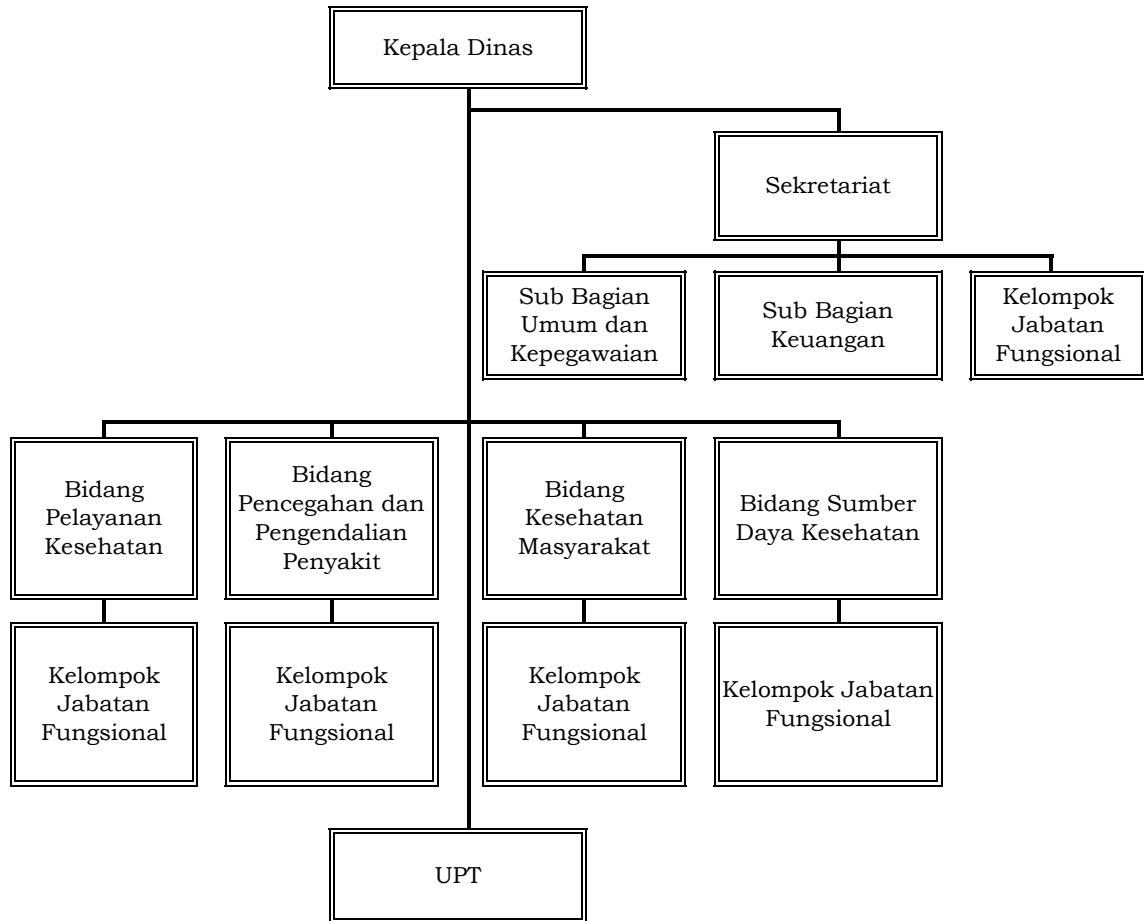 Kepala Dinas
Sekretariat
Sub Bagian
Umum dan
Kepegawaian
Sub Bagian
Keuangan
Kelompok
Jabatan
Fungsional
Bidang
Pelayanan
Kesehatan
Bidang
Pencegahan dan
Pengendalian
Penyakit
Bidang
Kesehatan
Masyarakat
Bidang Sumber
Daya Kesehatan
Kelompok
Jabatan
Fungsional
Kelompok
Jabatan
Fungsional
Kelompok
Jabatan
Fungsional
Kelompok Jabatan
Fungsional
UPT